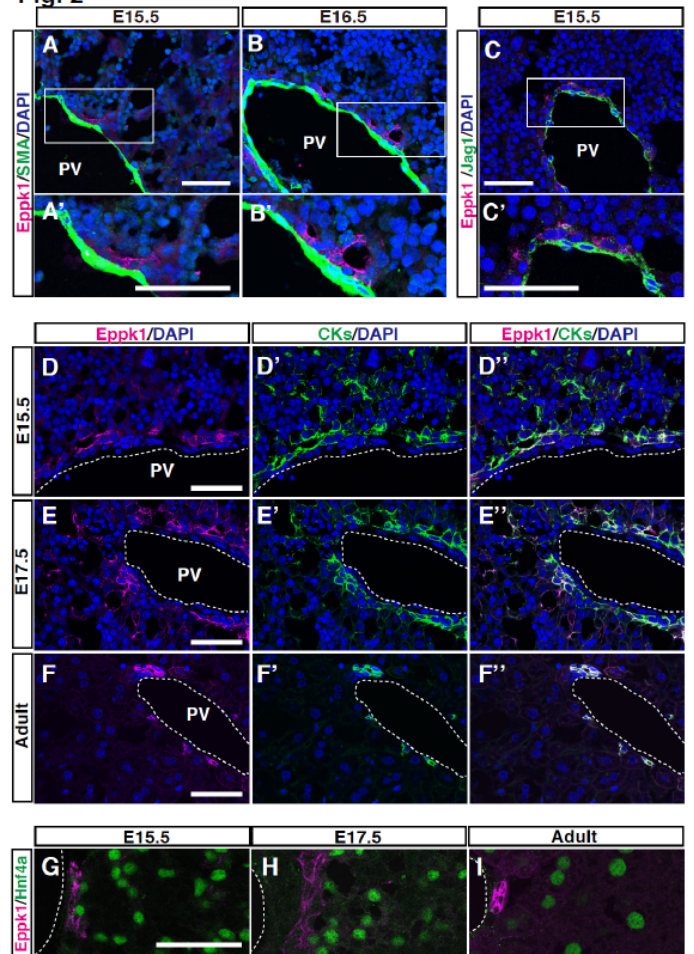 Fig. 2
E15.5 E16.5 E15.5
Eppk1/SMA/DAPI
A B
PV PV
A' B'
Eppk1/Jag1/DAPI
C
PV
C'
Eppk1/DAPI CKs/DAPI Eppk1/CKs/DAPI
E15.5
D D' D''
PV
E17.5
E E' E''
PV
Adult
F F' F''
PV
E15.5 E17.5 Adult
Eppk1/Hnf4a
G H I